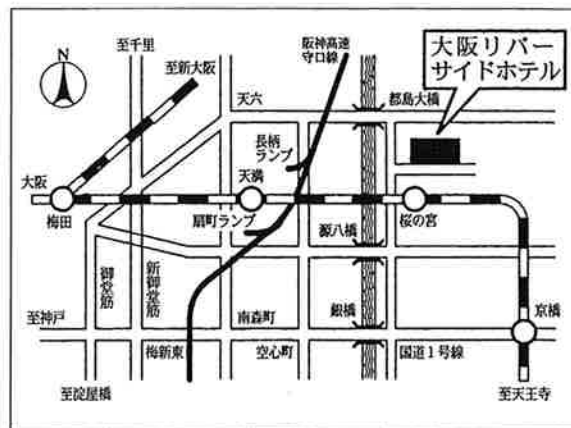 至千里
阪神高速
守口線
大阪リバー
サイドホテル
N
至新大阪
天六
都島大橋
長柄
ランプ
大阪
天満
梅田
扇町ランプ
源八橋
桜の宮
御堂筋
新御堂筋
至神戸
南森町
銀橋
京橋
梅新東
空心町
国道1号線
至淀屋橋
至天王寺